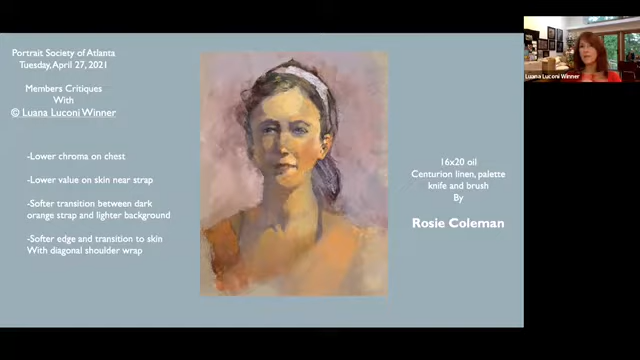 Portrait Society of Atlanta
Tuesday, April 27, 2021
Members Critiques
With
© Luana Luconi Winner
-Lower chroma on chest
-Lower value on skin near strap
-Softer transition between dark
orange strap and lighter background
-Softer edge and transition to skin
With diagonal shoulder wrap
16x20 oil
Centurion linen, palette
knife and brush
By
Rosie Coleman
Luana Luconi Winner